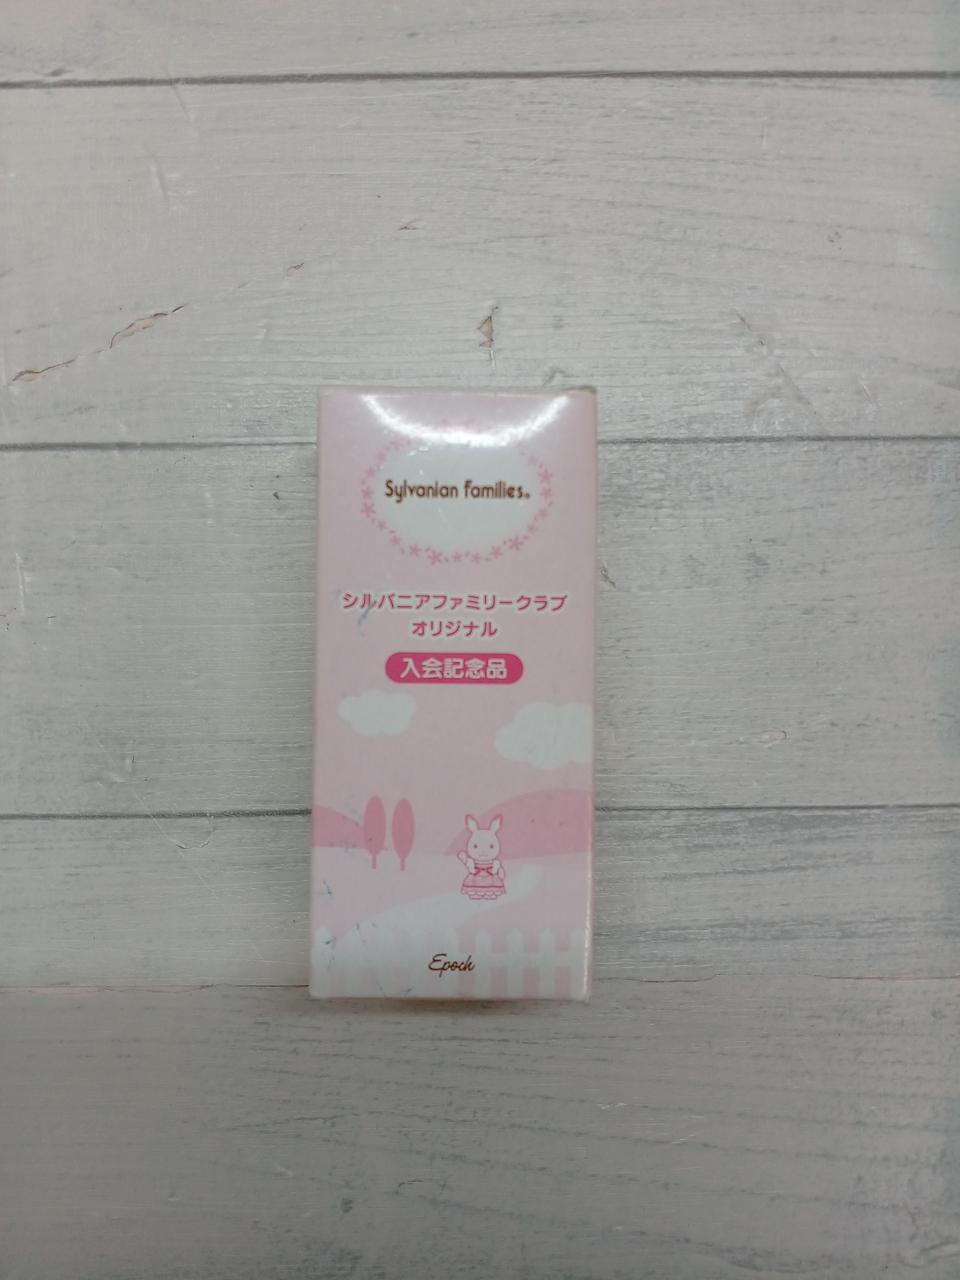 Sylvanian Families®
シルバニアファミリークラブ
オリジナル
入会記念品
Epoch